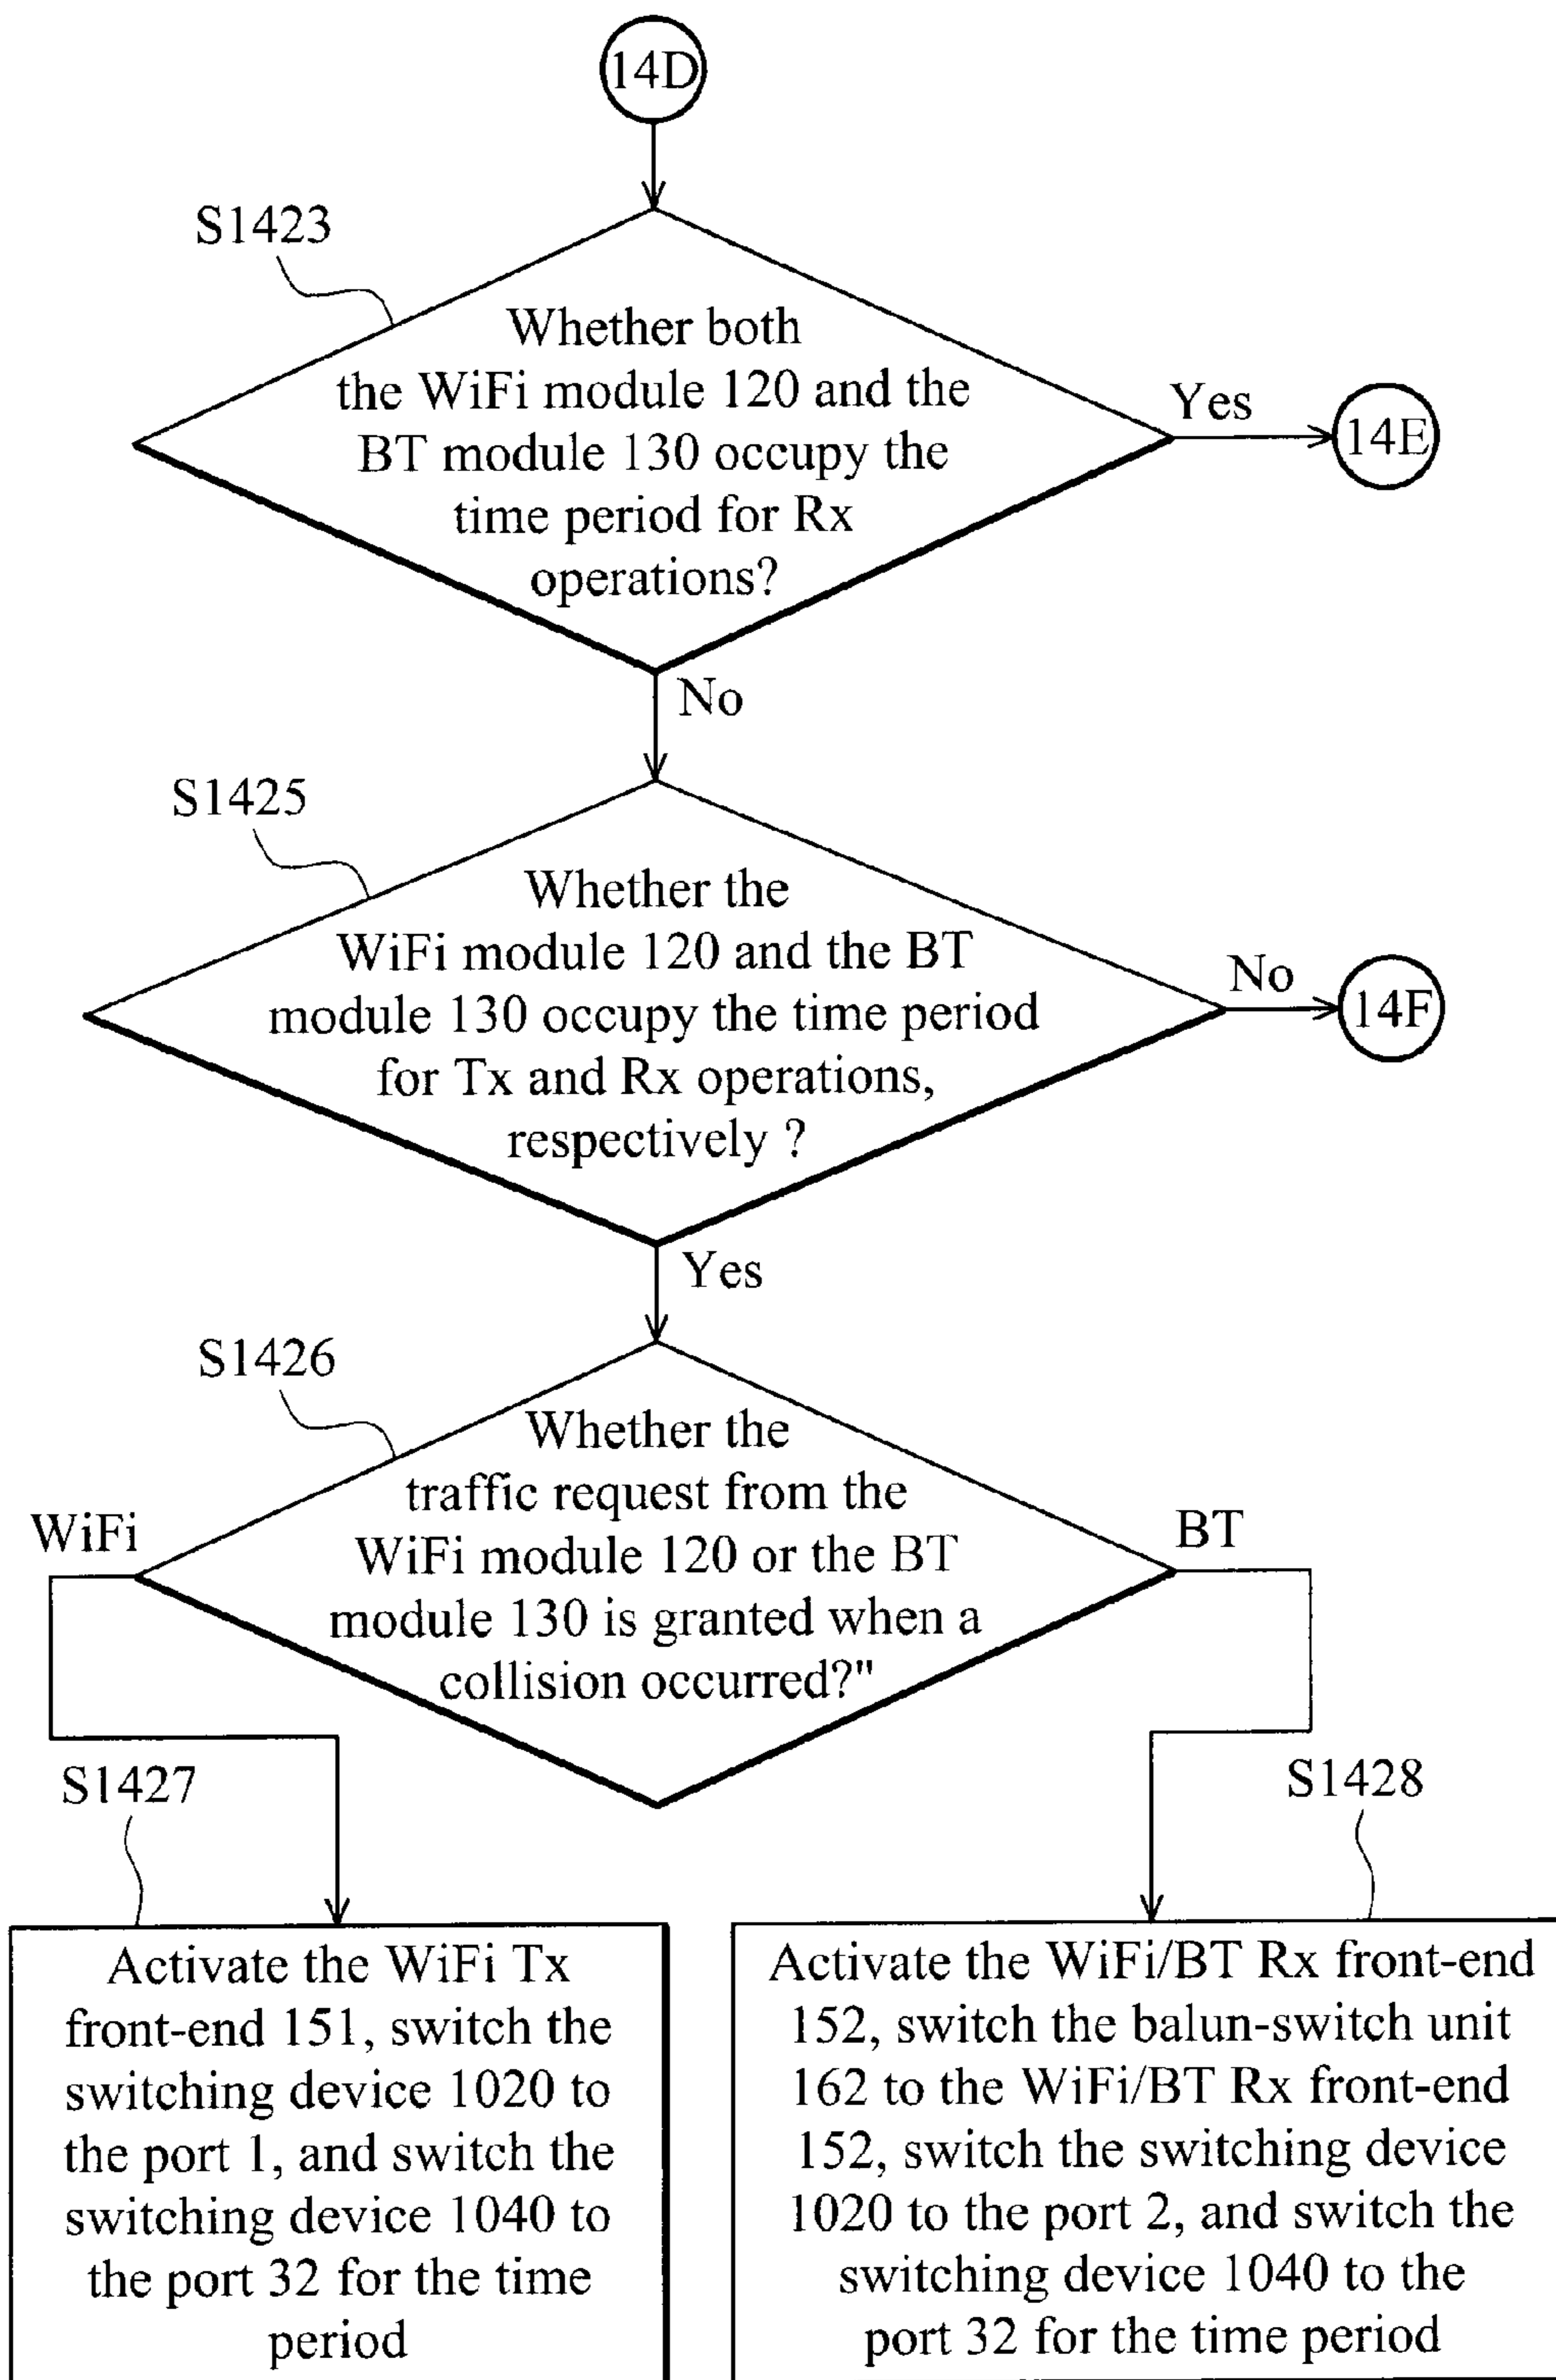 14D
S1423
Whether both
the WiFi module 120 and the
BT module 130 occupy the
time period for Rx
operations?
Yes
14E
No
S1425
Whether the
WiFi module 120 and the BT
module 130 occupy the time period
for Tx and Rx operations,
respectively ?
No
14F
Yes
S1426
Whether the
traffic request from the
WiFi module 120 or the BT
module 130 is granted when a
collision occurred?"
WiFi
BT
S1427
Activate the WiFi Tx
front-end 151, switch the
switching device 1020 to
the port 1, and switch the
switching device 1040 to
the port 32 for the time
period
S1428
Activate the WiFi/BT Rx front-end
152, switch the balun-switch unit
162 to the WiFi/BT Rx front-end
152, switch the switching device
1020 to the port 2, and switch the
switching device 1040 to the
port 32 for the time period